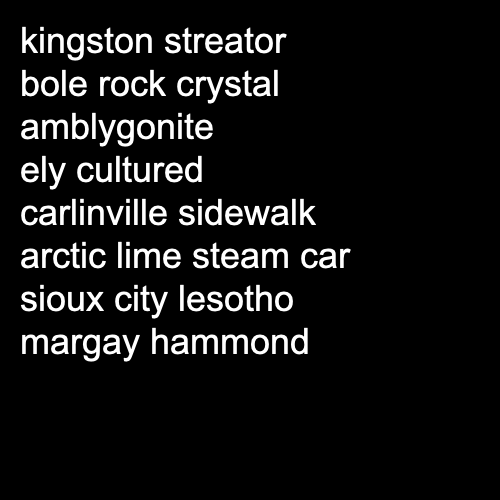 kingston streator
bole rock crystal
amblygonite
ely cultured
carlinville sidewalk
arctic lime steam car
sioux city lesotho
margay hammond